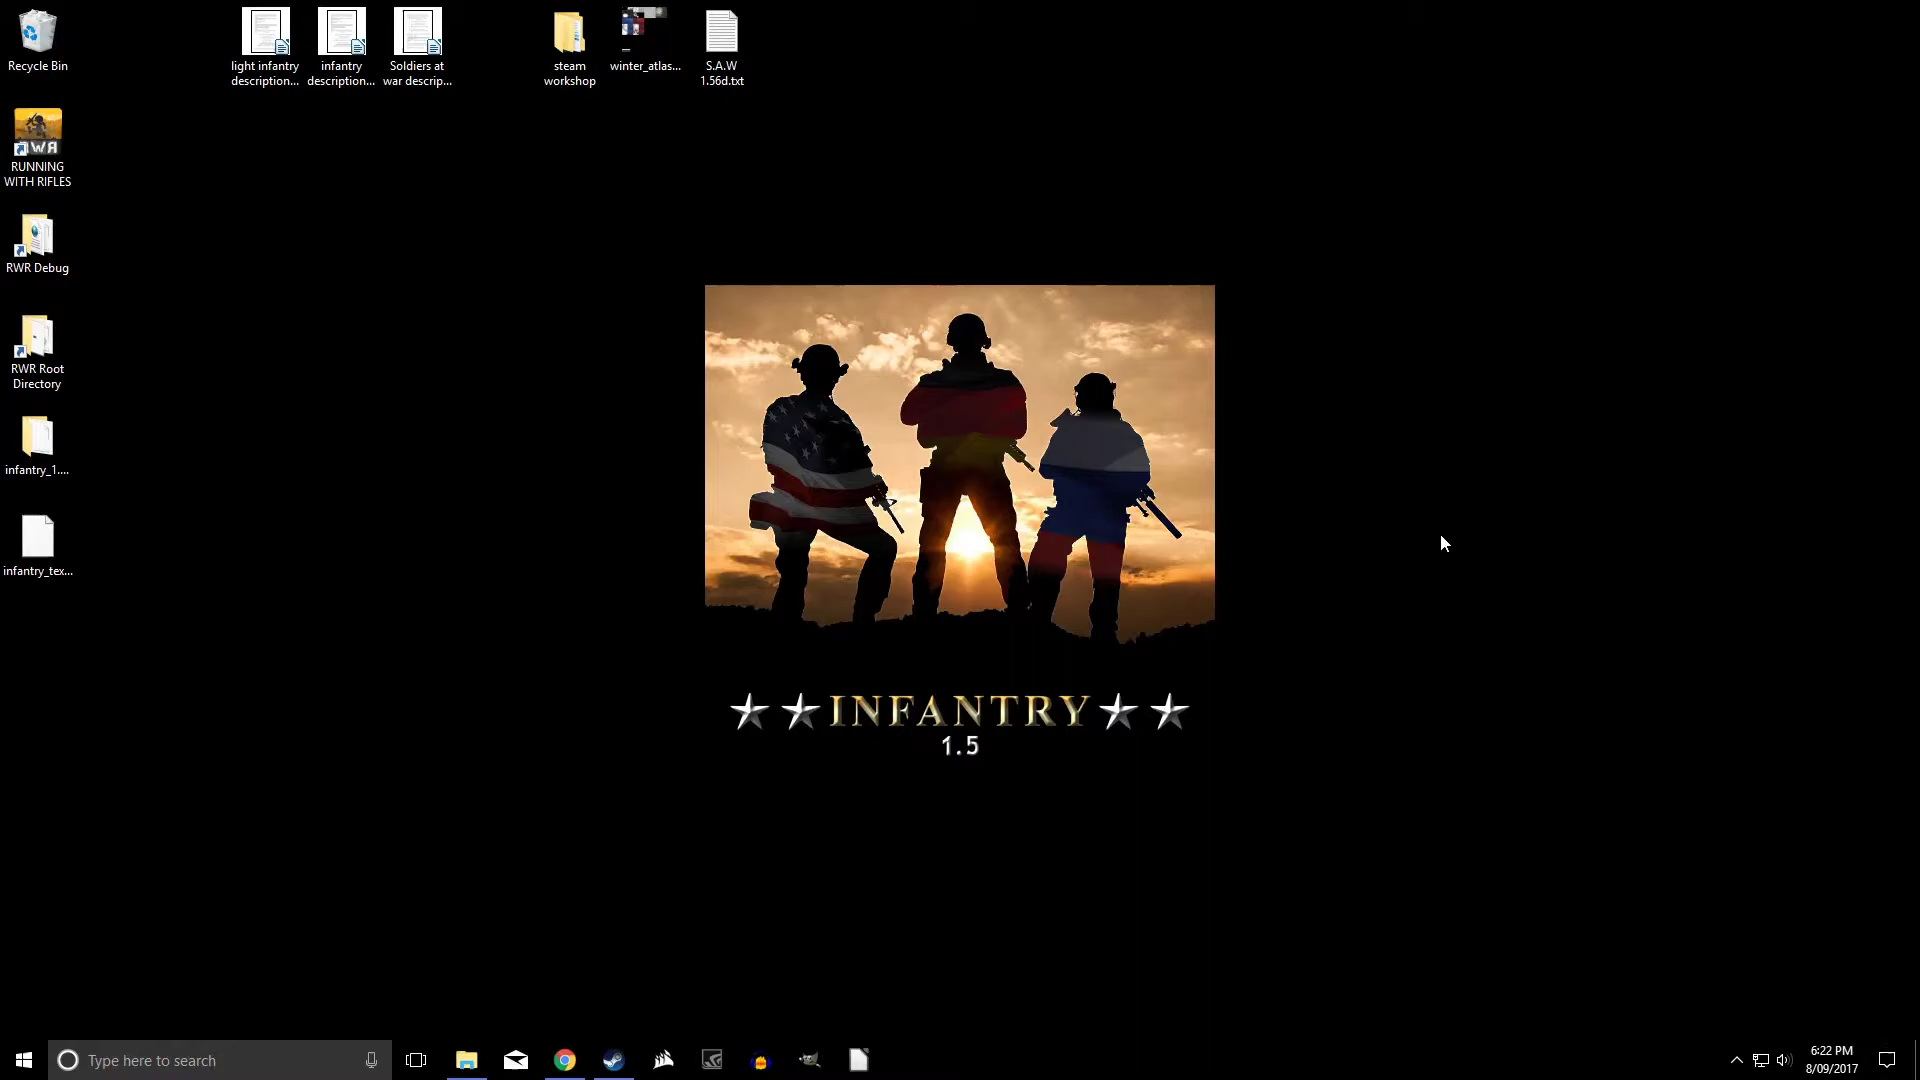 Recycle Bin
light infantry
description...
infantry
description...
Soldiers at
war descrip...
steam
workshop
winter_atlas...
S.A.W
1.56d.txt
RUNNING
WITH RIFLES
RWR Debug
RWR Root
Directory
infantry_1....
infantry_tex...
INFANTRY
1.5
Type here to search
6:22 PM
8/09/2017